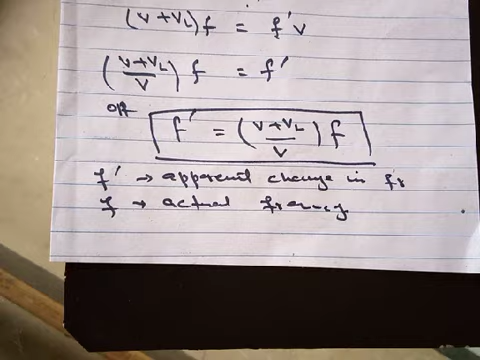 (V + VL) f = f' V
(V+VL / V) f = f'
or
f' = (V+VL / V) f
f' → apparent change in fr
f → actual